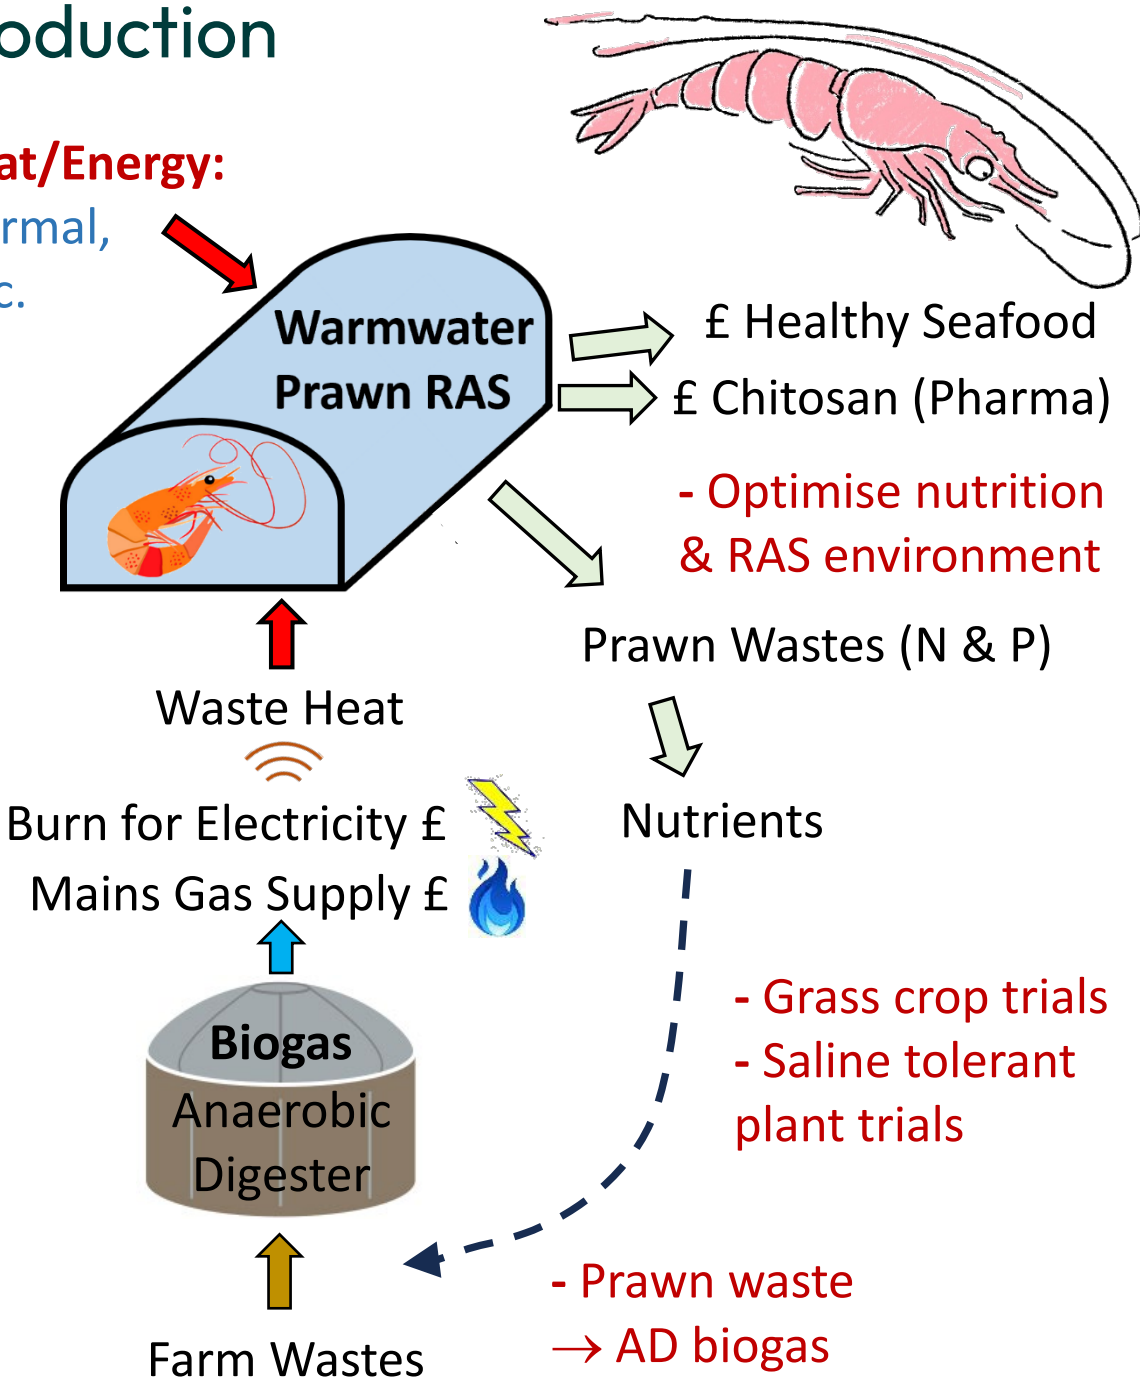 oduction
at/Energy:
rmal,
c.
Warmwater
Prawn RAS
£ Healthy Seafood
£ Chitosan (Pharma)
- Optimise nutrition
& RAS environment
Prawn Wastes (N & P)
Waste Heat
Burn for Electricity £
Mains Gas Supply £
Nutrients
Biogas
Anaerobic
Digester
- Grass crop trials
- Saline tolerant
plant trials
- Prawn waste
→ AD biogas
Farm Wastes